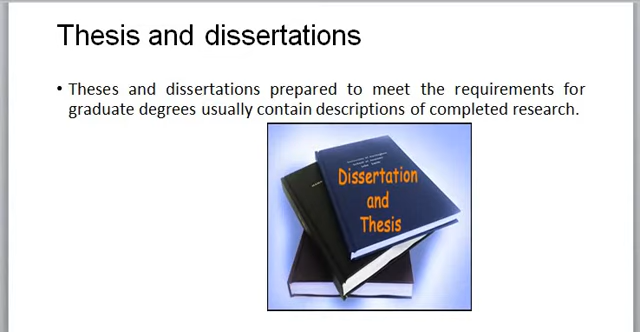 Thesis and dissertations
• Theses and dissertations prepared to meet the requirements for
graduate degrees usually contain descriptions of completed research.
Dissertation
and
Thesis